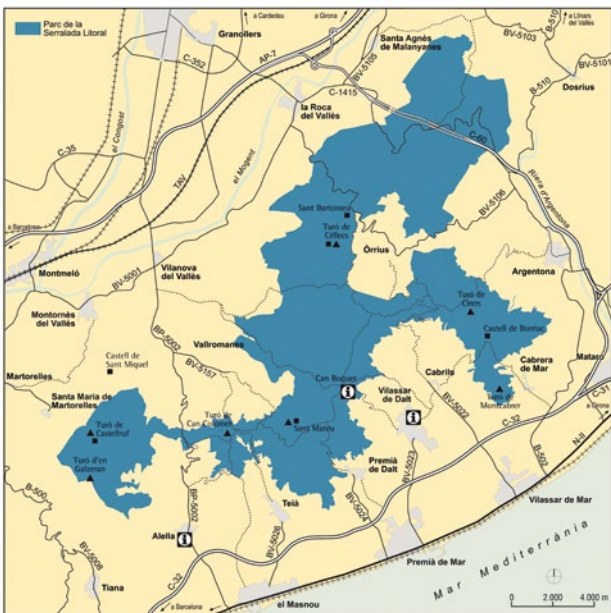 Parc de la
Serralada Litoral
a Cardedeu
a Girona
a Llinars
del Vallès
Granollers
Santa Agnès
de Malanyanes
BV-5103
B-510
BV-5101
C-352
AP-7
BV-5105
B-510
Dosrius
el Congost
la Roca
del Vallès
C-1415
C-60
C-35
TAV
el Mogent
Riera d'Argentona
BV-5106
Sant Bartomeu
Turó de
Céllecs
Òrrius
a Barcelona
Montmeló
BV-5001
Vilanova
del Vallès
Argentona
Turó de
Cirers
Montornès
del Vallès
BP-5002
Castell de Burriac
Vallromanes
Mataró
Martorelles
Castell de
Sant Miquel
BV-5157
Can Boquet
Cabrils
Cabrera
de Mar
C-31
a Girona
Santa Maria de
Martorelles
Vilassar
de Dalt
BV-5022
Turó de
Montcabrer
C-32
Turó de
Castellruf
Turó de
Can Colomer
Sant Mateu
B-502
N-II
Turó d'en
Galzeran
Premià
de Dalt
BV-5023
B-500
Teià
BV-5024
Vilassar de Mar
BP-5002
BV-5026
Alella
BV-5008
Premià de Mar
Mar Mediterrània
Tiana
C-32
a Barcelona
el Masnou
0 2.000 4.000 m